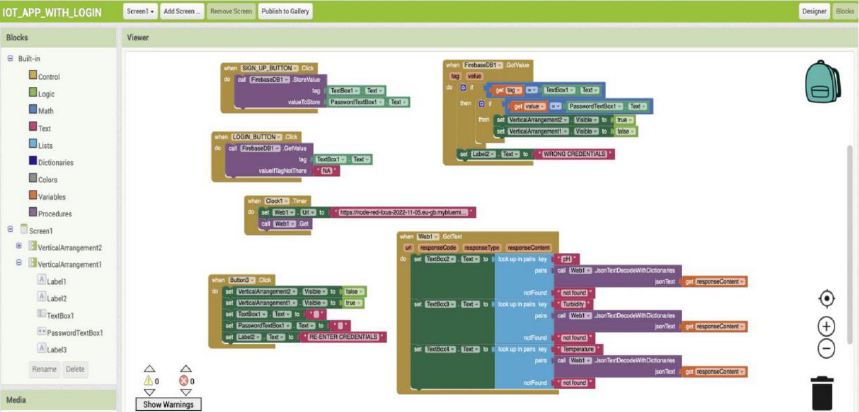 IOT_APP_WITH_LOGIN
Screen1 Add Screen ... Remove Screen Publish to Gallery
Designer Blocks
Blocks
Viewer
Built-in
Control
Logic
Math
Text
Lists
Dictionaries
Colors
Variables
Procedures
Screen1
VerticalArrangement2
VerticalArrangement1
Label1
Label2
TextBox1
PasswordTextBox1
Label3
Rename Delete
Media
when SIGN_UP_BUTTON .Click
do call FirebaseDB1 .StoreValue
tag TextBox1 . Text
valueToStore PasswordTextBox1 . Text
when LOGIN_BUTTON .Click
do call FirebaseDB1 .GetValue
tag TextBox1 . Text
valueIfTagNotThere " NA "
when Clock1 .Timer
do set Web1 . Url to " https://node-red-
call Web1 .Get
when Button3 .Click
do set VerticalArrangement2 . Visible to false
set VerticalArrangement1 . Visible to true
set TextBox1 . Text to " "
set PasswordTextBox1 . Text to " "
set Label2 . Text to " RE-ENTER CREDENTIALS "
when FirebaseDB1 .GotValue
tag value
do if get tag = TextBox1 . Text
then if get value = PasswordTextBox1 . Text
then set VerticalArrangement2 . Visible to true
set VerticalArrangement1 . Visible to false
set Label2 . Text to " WRONG CREDENTIALS "
when Web1 .GotText
url responseCode responseType responseContent
do set TextBox2 . Text to look up in pairs key " pH "
pairs call Web1 .JsonTextDecodeWithDictionaries
jsonText get responseContent
notFound " not found "
set TextBox3 . Text to look up in pairs key " Turbidity "
pairs call Web1 .JsonTextDecodeWithDictionaries
jsonText get responseContent
notFound " not found "
set TextBox4 . Text to look up in pairs key " Temperature "
pairs call Web1 .JsonTextDecodeWithDictionaries
jsonText get responseContent
notFound " not found "
0 0
Show Warnings